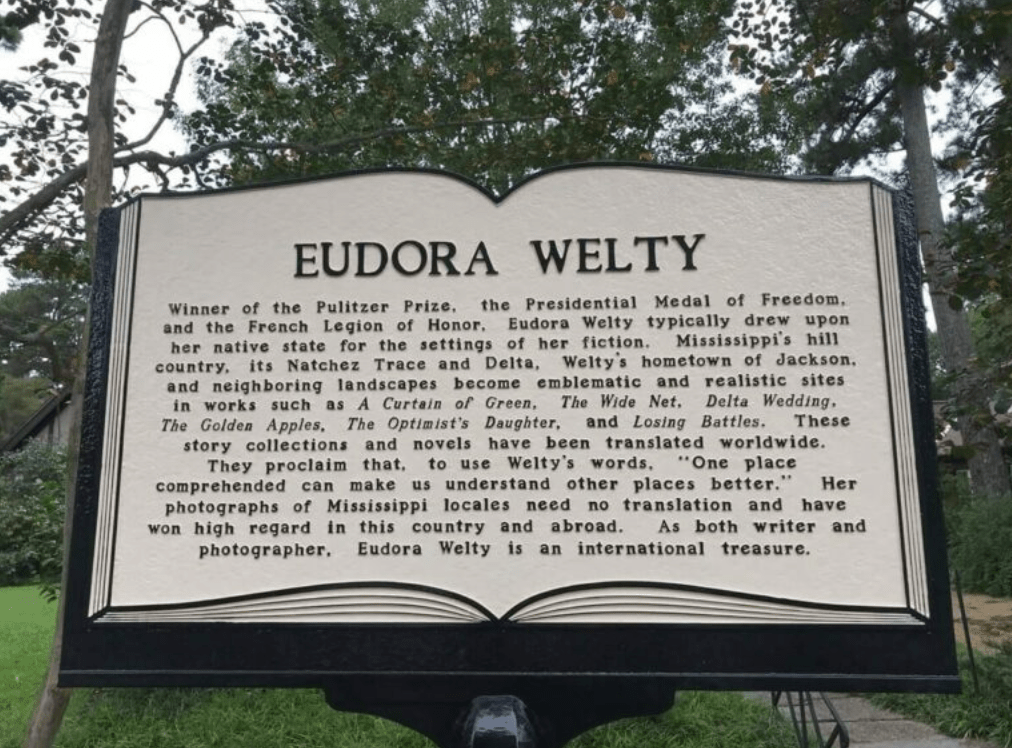 EUDORA WELTY
Winner of the Pulitzer Prize, the Presidential Medal of Freedom,
and the French Legion of Honor, Eudora Welty typically drew upon
her native state for the settings of her fiction. Mississippi's hill
country, its Natchez Trace and Delta, Welty's hometown of Jackson,
and neighboring landscapes become emblematic and realistic sites
in works such as A Curtain of Green, The Wide Net, Delta Wedding,
The Golden Apples, The Optimist's Daughter, and Losing Battles. These
story collections and novels have been translated worldwide.
They proclaim that, to use Welty's words, "One place
comprehended can make us understand other places better." Her
photographs of Mississippi locales need no translation and have
won high regard in this country and abroad. As both writer and
photographer, Eudora Welty is an international treasure.